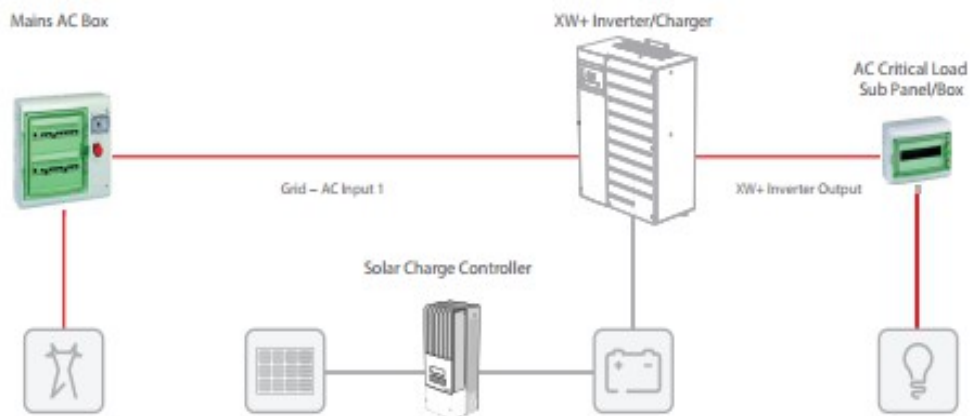 Mains AC Box
XW+ Inverter/Charger
AC Critical Load
Sub Panel/Box
Grid – AC Input 1
XW+ Inverter Output
Solar Charge Controller